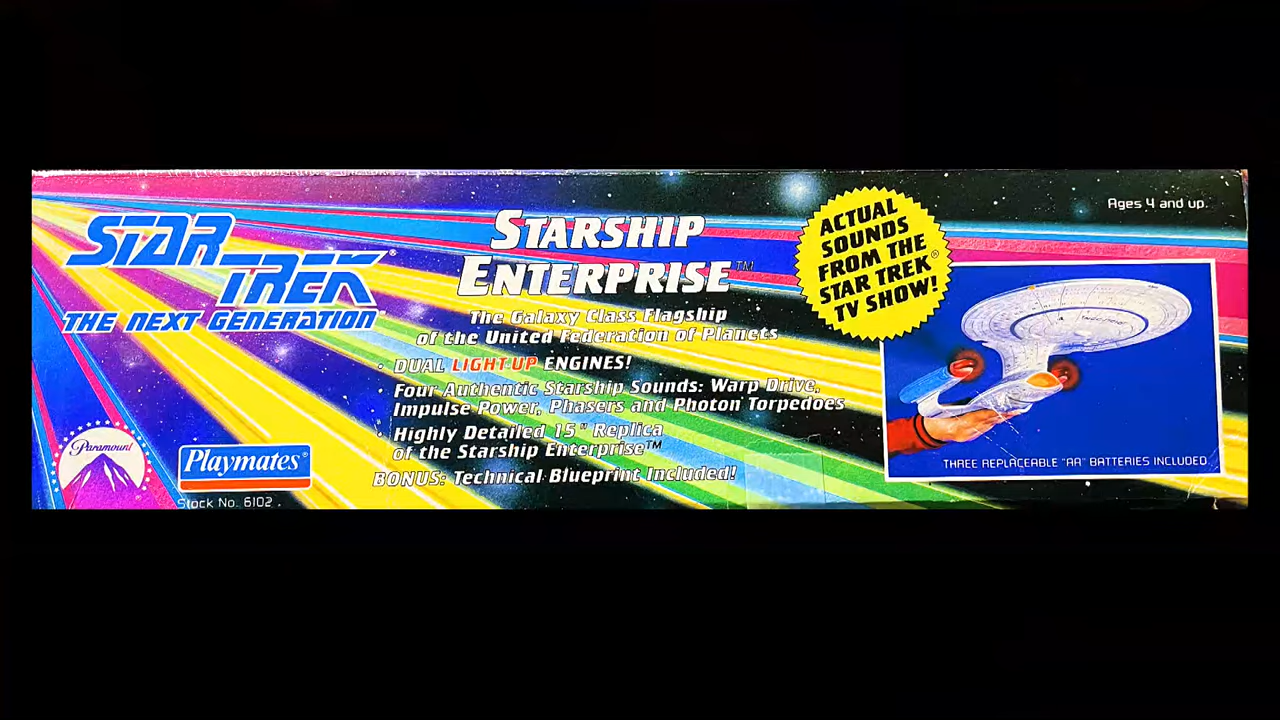 STAR
TREK®
THE NEXT GENERATION
STARSHIP
ENTERPRISE™
The Galaxy Class Flagship
of the United Federation of Planets
• DUAL LIGHT-UP ENGINES!
• Four Authentic Starship Sounds: Warp Drive,
Impulse Power, Phasers and Photon Torpedoes
• Highly Detailed 15" Replica
of the Starship Enterprise™
BONUS: Technical Blueprint Included!
ACTUAL
SOUNDS
FROM THE
STAR TREK®
TV SHOW!
Ages 4 and up.
THREE REPLACEABLE "AA" BATTERIES INCLUDED
Paramount
Playmates®
Stock No. 6102